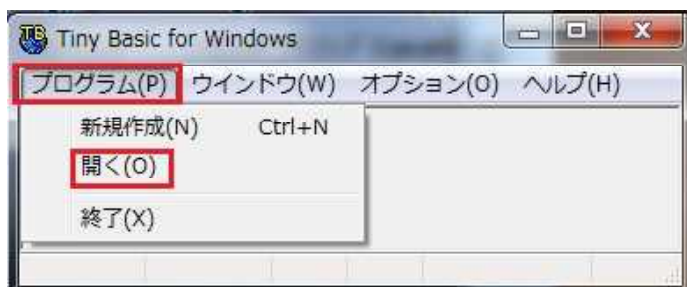 Tiny Basic for Windows
プログラム(P) ウインドウ(W) オプション(O) ヘルプ(H)
新規作成(N) Ctrl+N
開く(O)
終了(X)